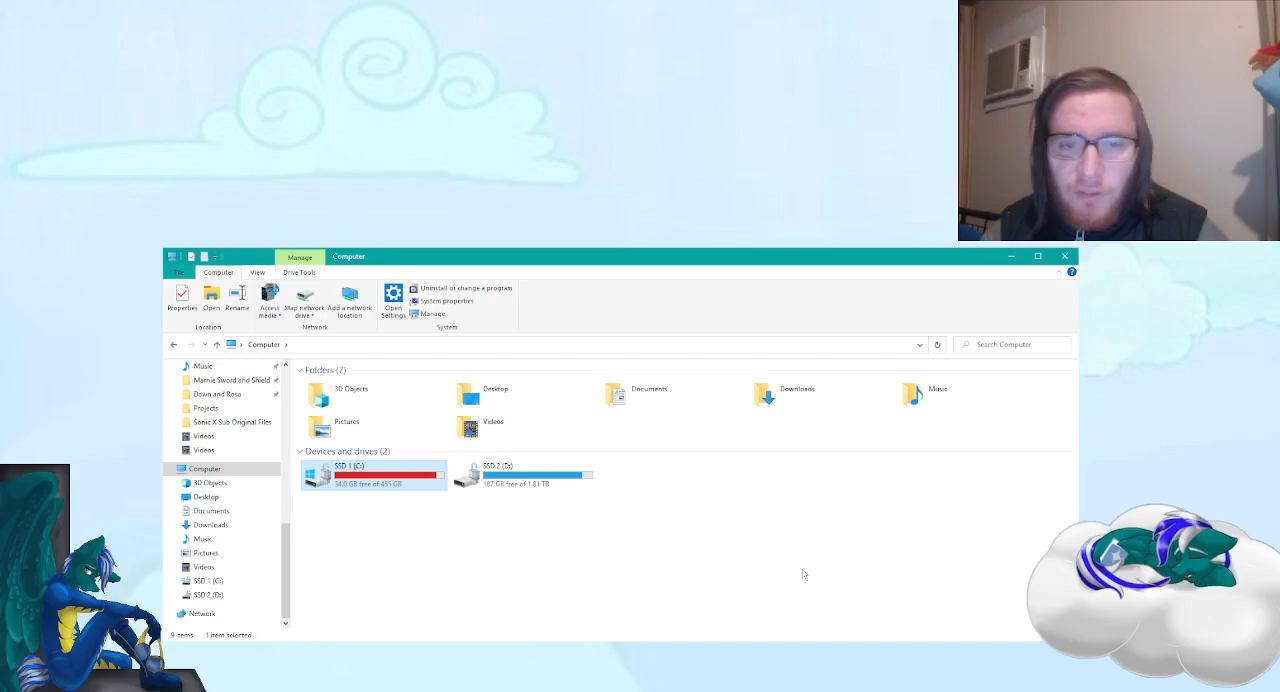 Manage Computer
File Computer View Drive Tools
Properties Open Rename Access media Map network drive Add a network location Open Settings
Uninstall or change a program
System properties
Manage
Location Network System
Computer
Search Computer
Music
Marnie Sword and Shield
Dawn and Rosa
Projects
Sonic X Sub Original Files
Videos
Videos
Computer
3D Objects
Desktop
Documents
Downloads
Music
Pictures
Videos
SSD 1 (C:)
SSD 2 (D:)
Network
Folders (7)
3D Objects Desktop Documents Downloads Music
Pictures Videos
Devices and drives (2)
SSD 1 (C:) SSD 2 (D:)
34.0 GB free of 455 GB 187 GB free of 1.81 TB
9 items 1 item selected